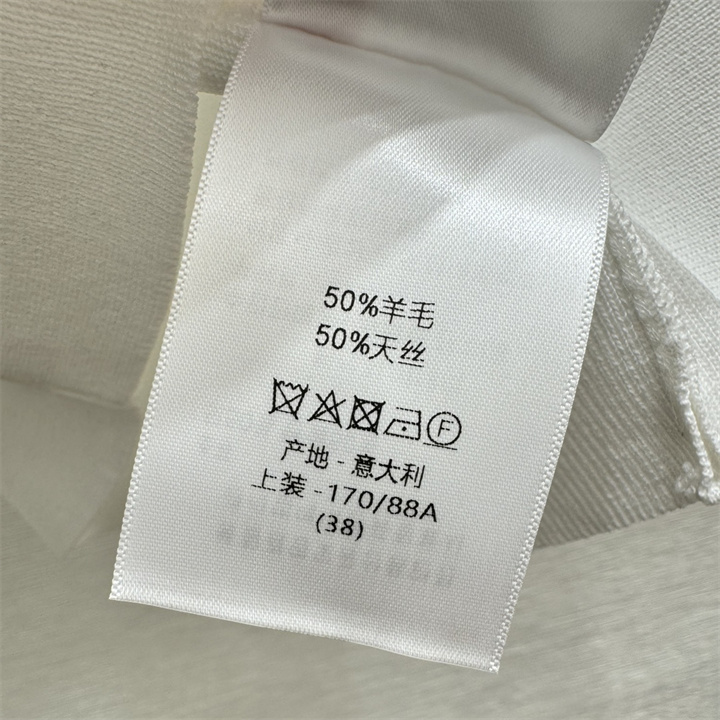 50%羊毛
50%天丝
F
产地 - 意大利
上装 -170/88A
(38)